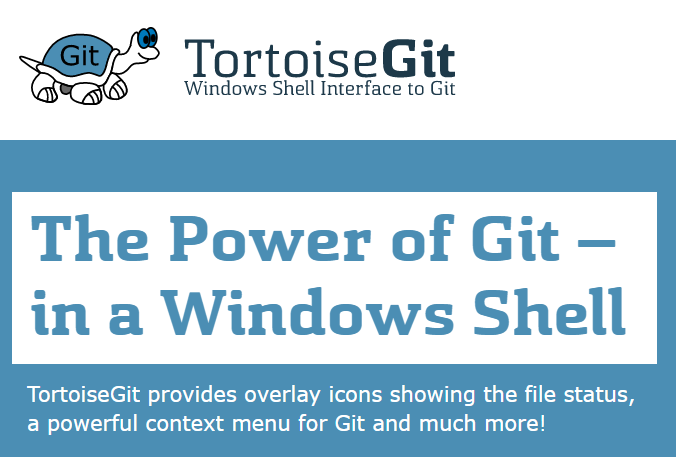 Git
TortoiseGit
Windows Shell Interface to Git
The Power of Git –
in a Windows Shell
TortoiseGit provides overlay icons showing the file status,
a powerful context menu for Git and much more!